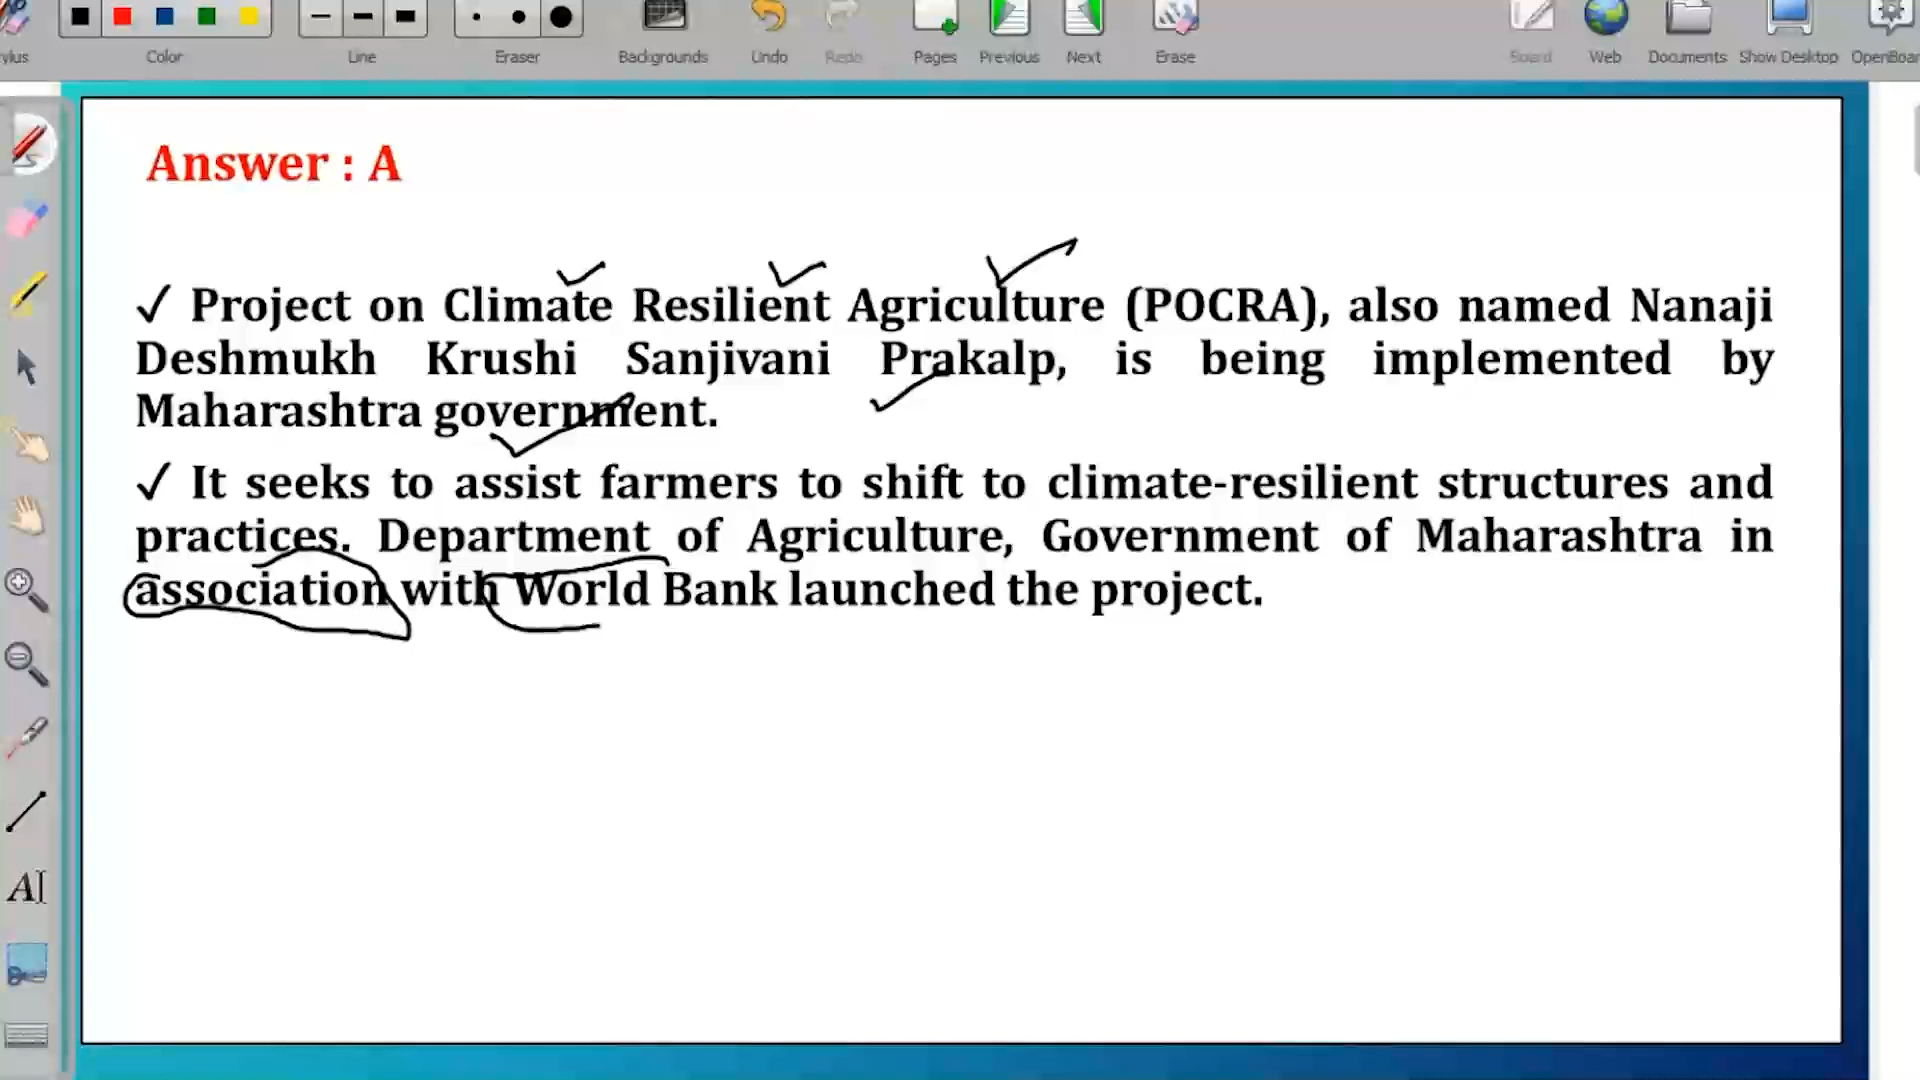 ylus Color Line Eraser Backgrounds Undo Redo Pages Previous Next Erase Board Web Documents Show Desktop OpenBoar
Answer : A
✓ Project on Climate Resilient Agriculture (POCRA), also named Nanaji
Deshmukh Krushi Sanjivani Prakalp, is being implemented by
Maharashtra government.
✓ It seeks to assist farmers to shift to climate-resilient structures and
practices. Department of Agriculture, Government of Maharashtra in
association with World Bank launched the project.